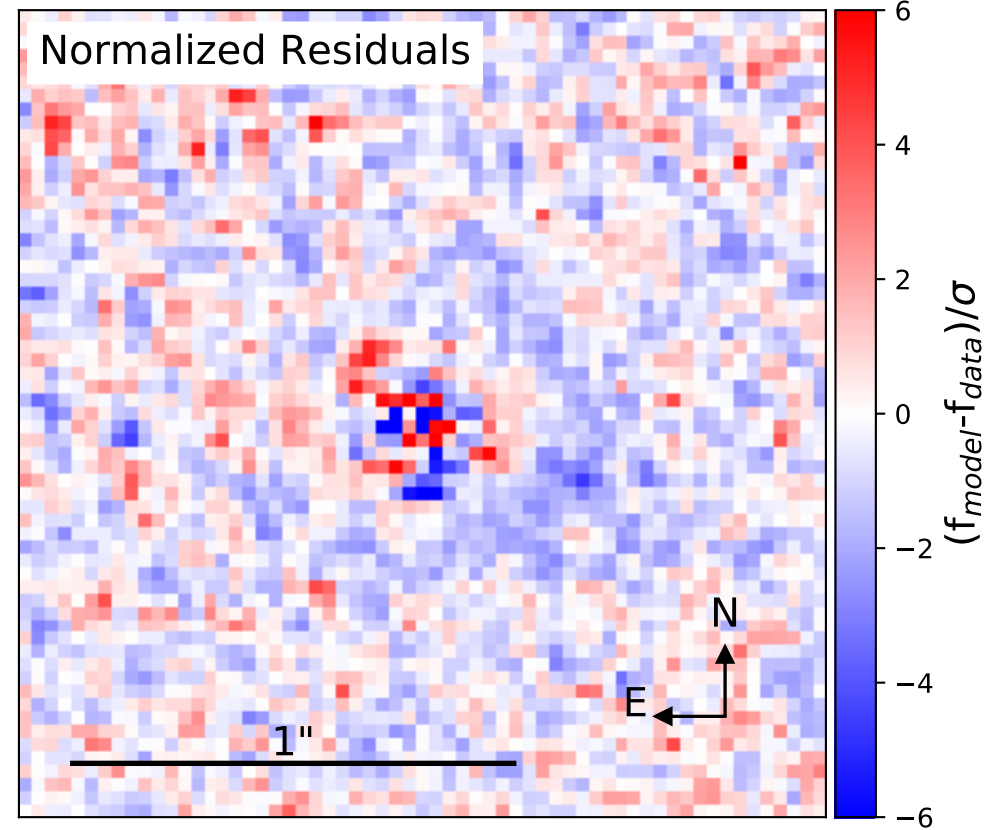 Normalized Residuals
6
4
2
0
−2
−4
−6
(f_model-f_data)/σ
N
E
1"